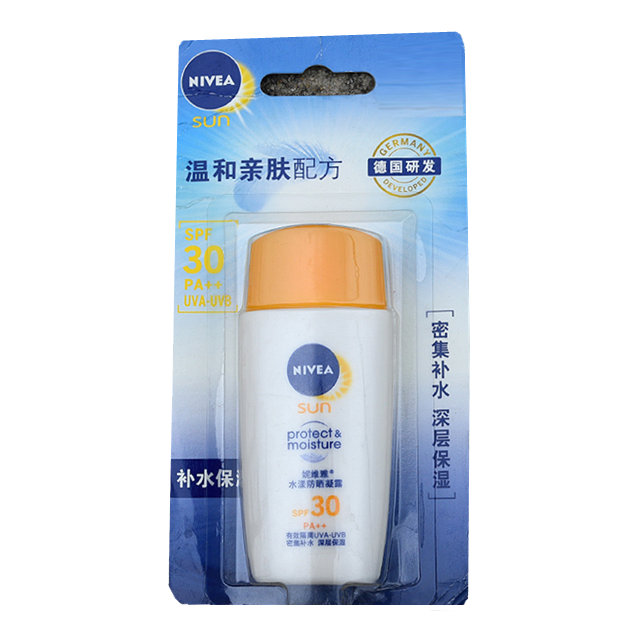 NIVEA
sun
温和亲肤配方
GERMANY
德国研发
DEVELOPED
SPF
30
PA++
UVA-UVB
密集补水 深层保湿
补水保湿
NIVEA
sun
protect &
moisture
妮维雅®
水漾防晒凝露
SPF30
PA++
有效隔离UVA-UVB
密集补水 深层保湿